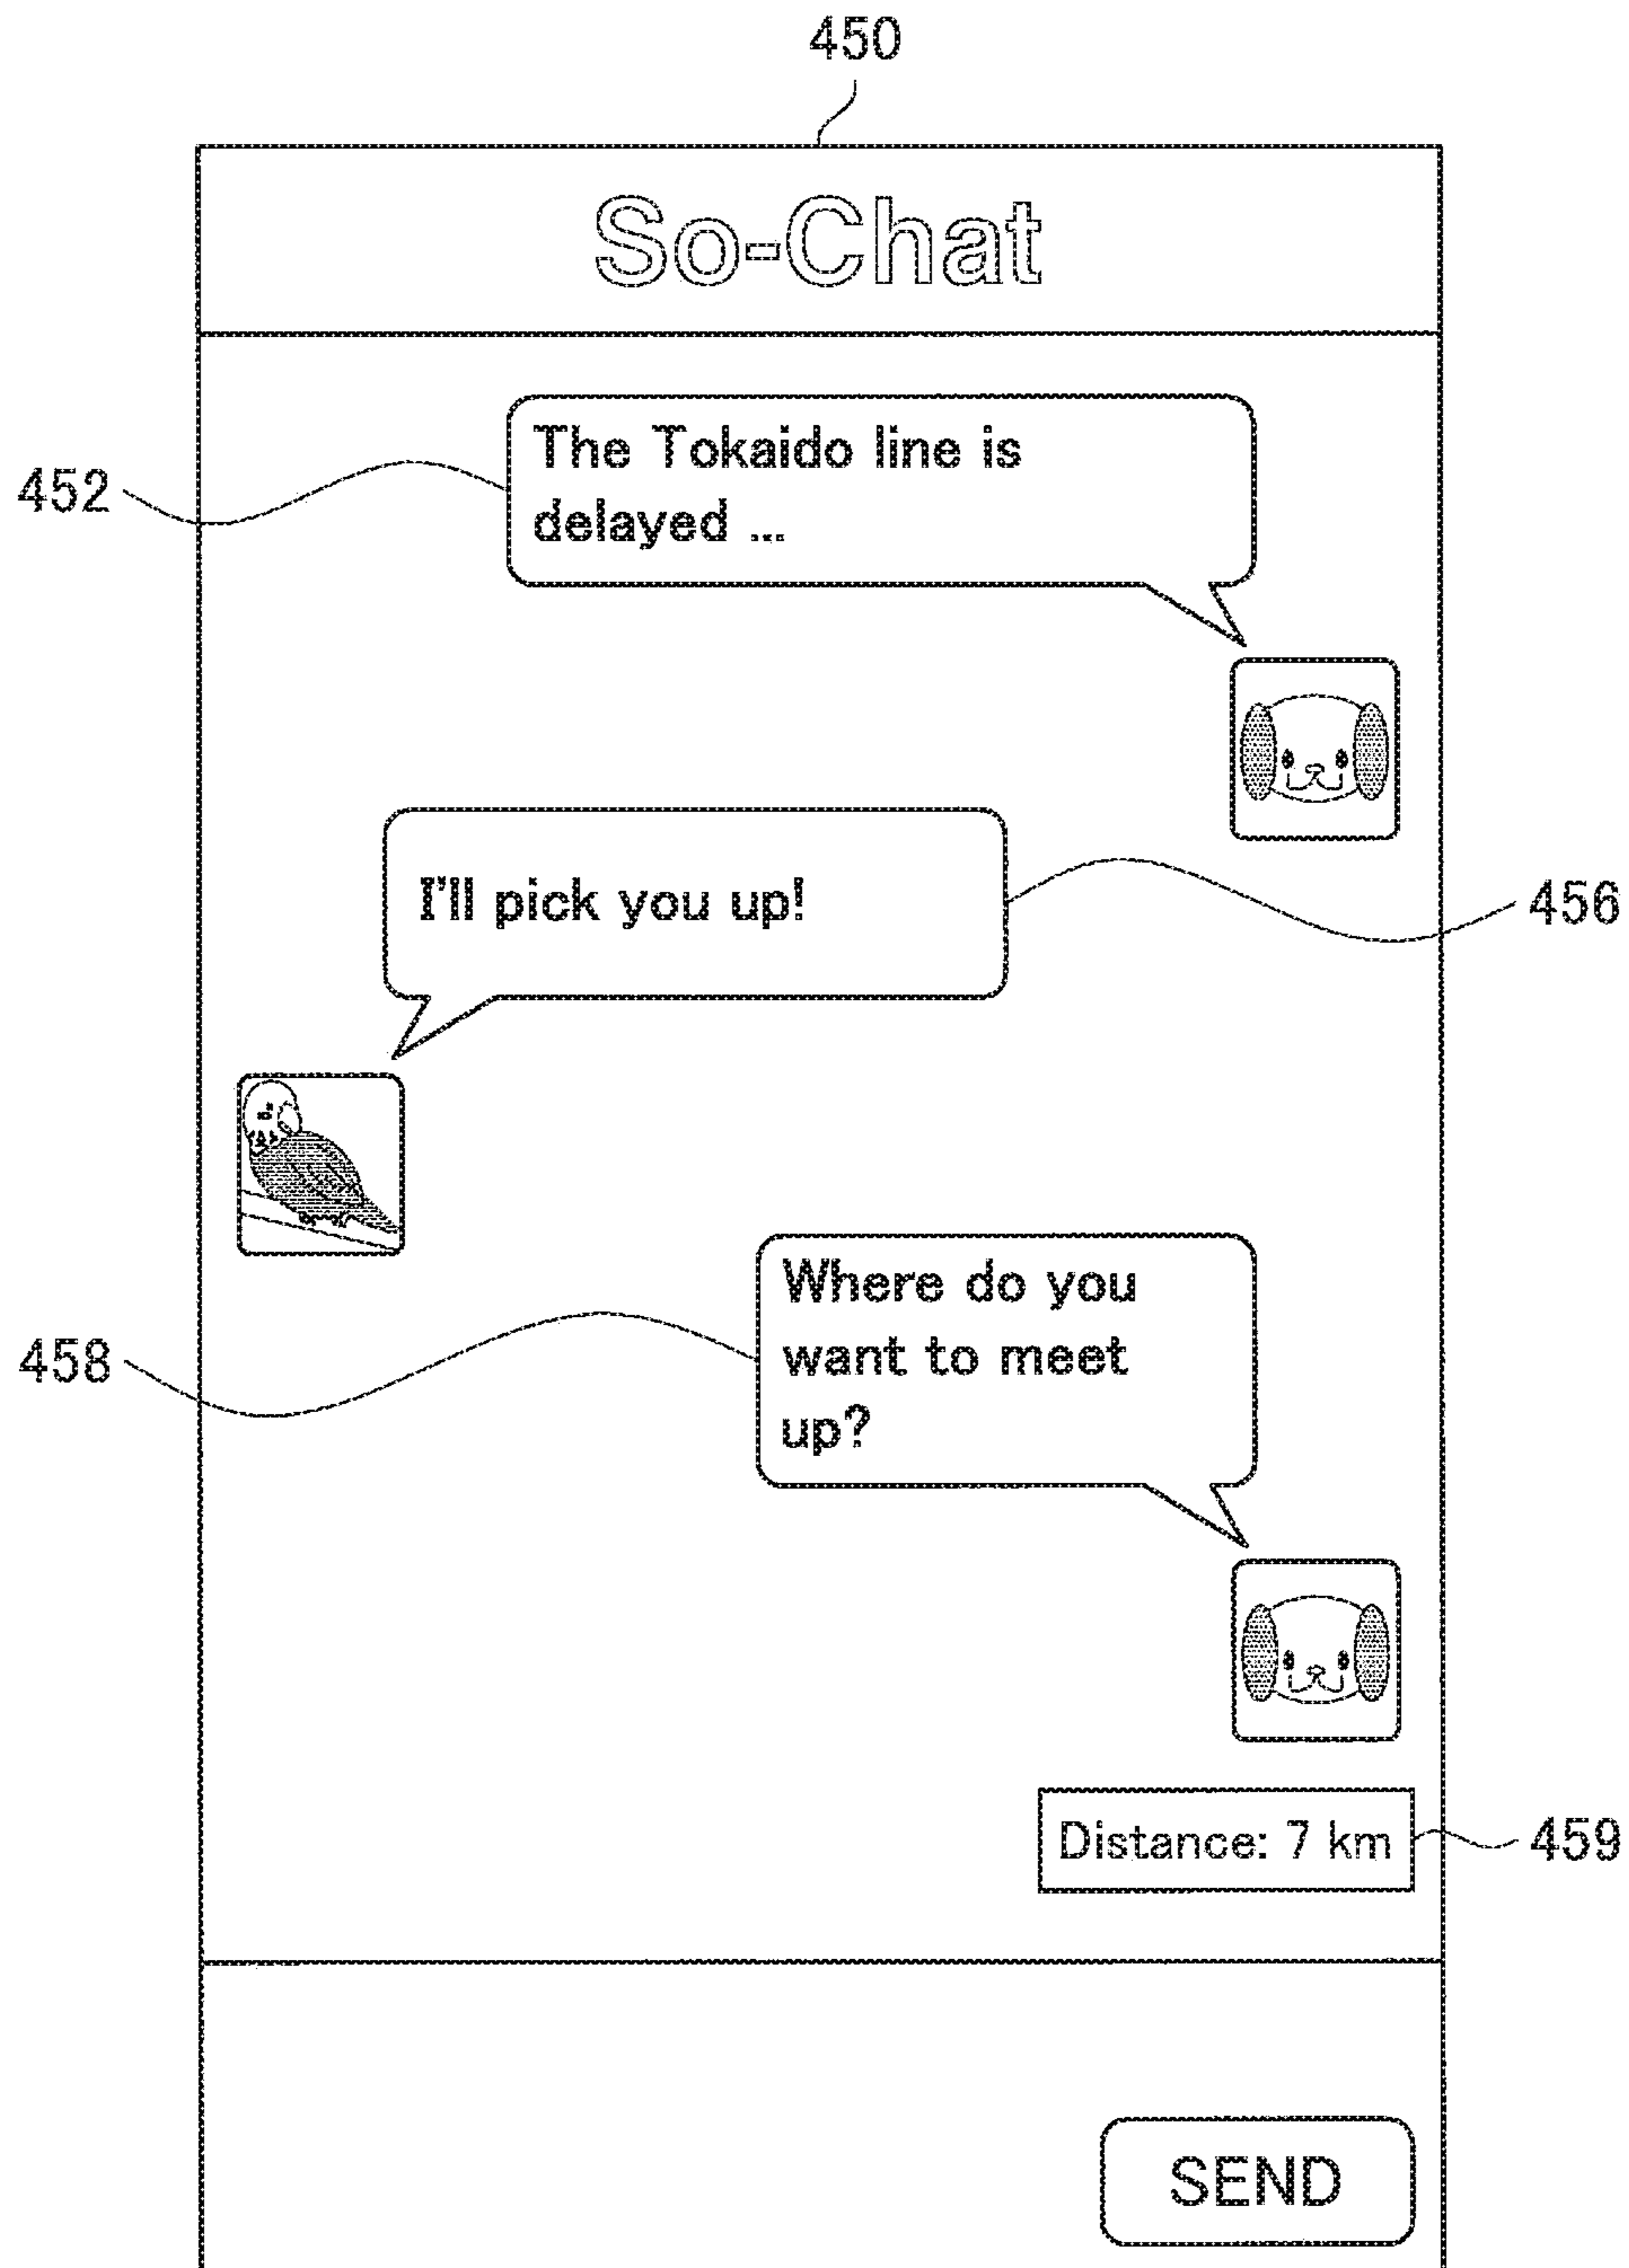 450
So-Chat
The Tokaido line is
delayed ...
452
I'll pick you up!
456
Where do you
want to meet
up?
458
Distance: 7 km
459
SEND